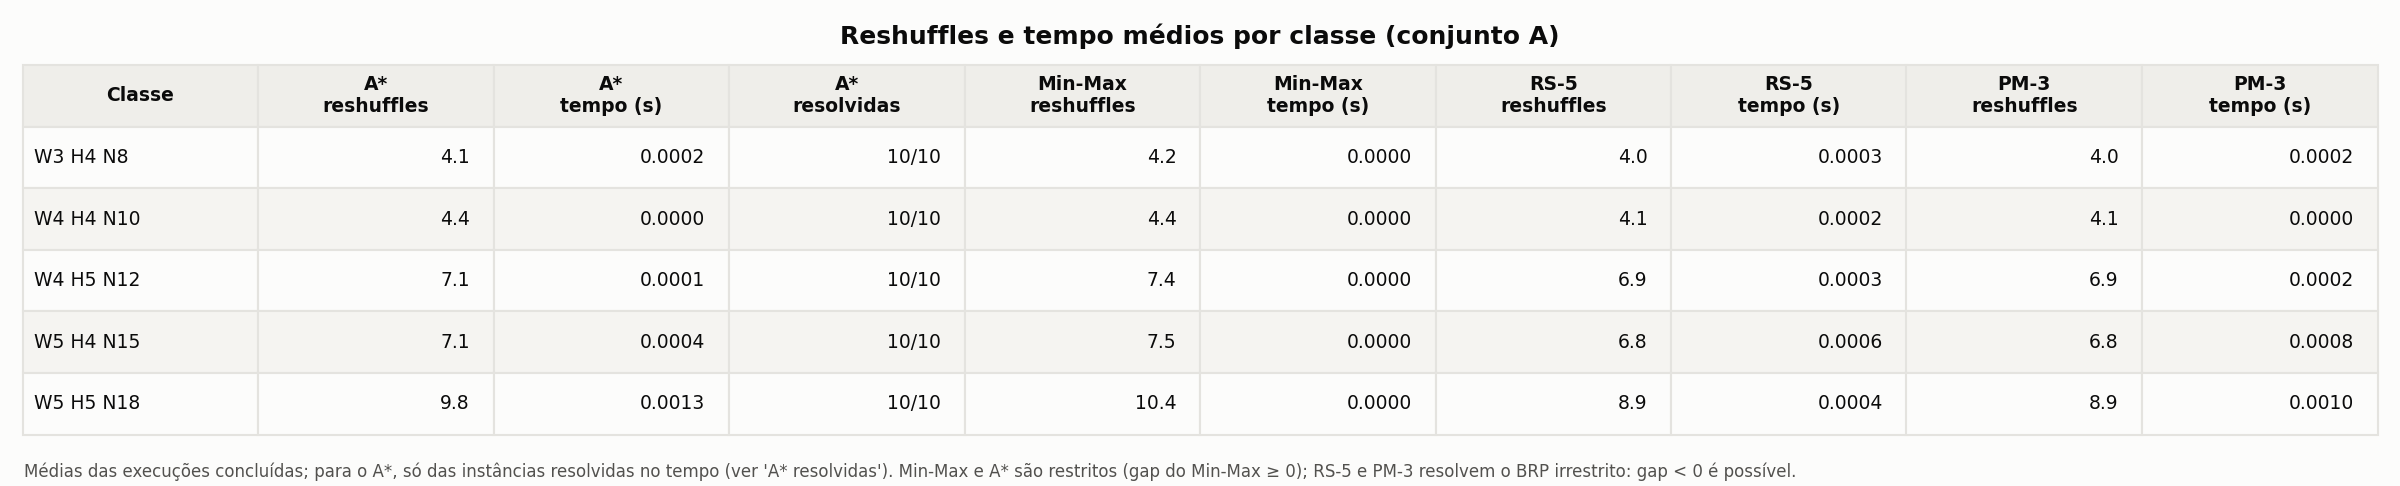 Reshuffles e tempo médios por classe (conjunto A)
Classe A* reshuffles A* tempo (s) A* resolvidas Min-Max reshuffles Min-Max tempo (s) RS-5 reshuffles RS-5 tempo (s) PM-3 reshuffles PM-3 tempo (s)
W3 H4 N8 4.1 0.0002 10/10 4.2 0.0000 4.0 0.0003 4.0 0.0002
W4 H4 N10 4.4 0.0000 10/10 4.4 0.0000 4.1 0.0002 4.1 0.0000
W4 H5 N12 7.1 0.0001 10/10 7.4 0.0000 6.9 0.0003 6.9 0.0002
W5 H4 N15 7.1 0.0004 10/10 7.5 0.0000 6.8 0.0006 6.8 0.0008
W5 H5 N18 9.8 0.0013 10/10 10.4 0.0000 8.9 0.0004 8.9 0.0010
Médias das execuções concluídas; para o A*, só das instâncias resolvidas no tempo (ver 'A* resolvidas'). Min-Max e A* são restritos (gap do Min-Max ≥ 0); RS-5 e PM-3 resolvem o BRP irrestrito: gap < 0 é possível.